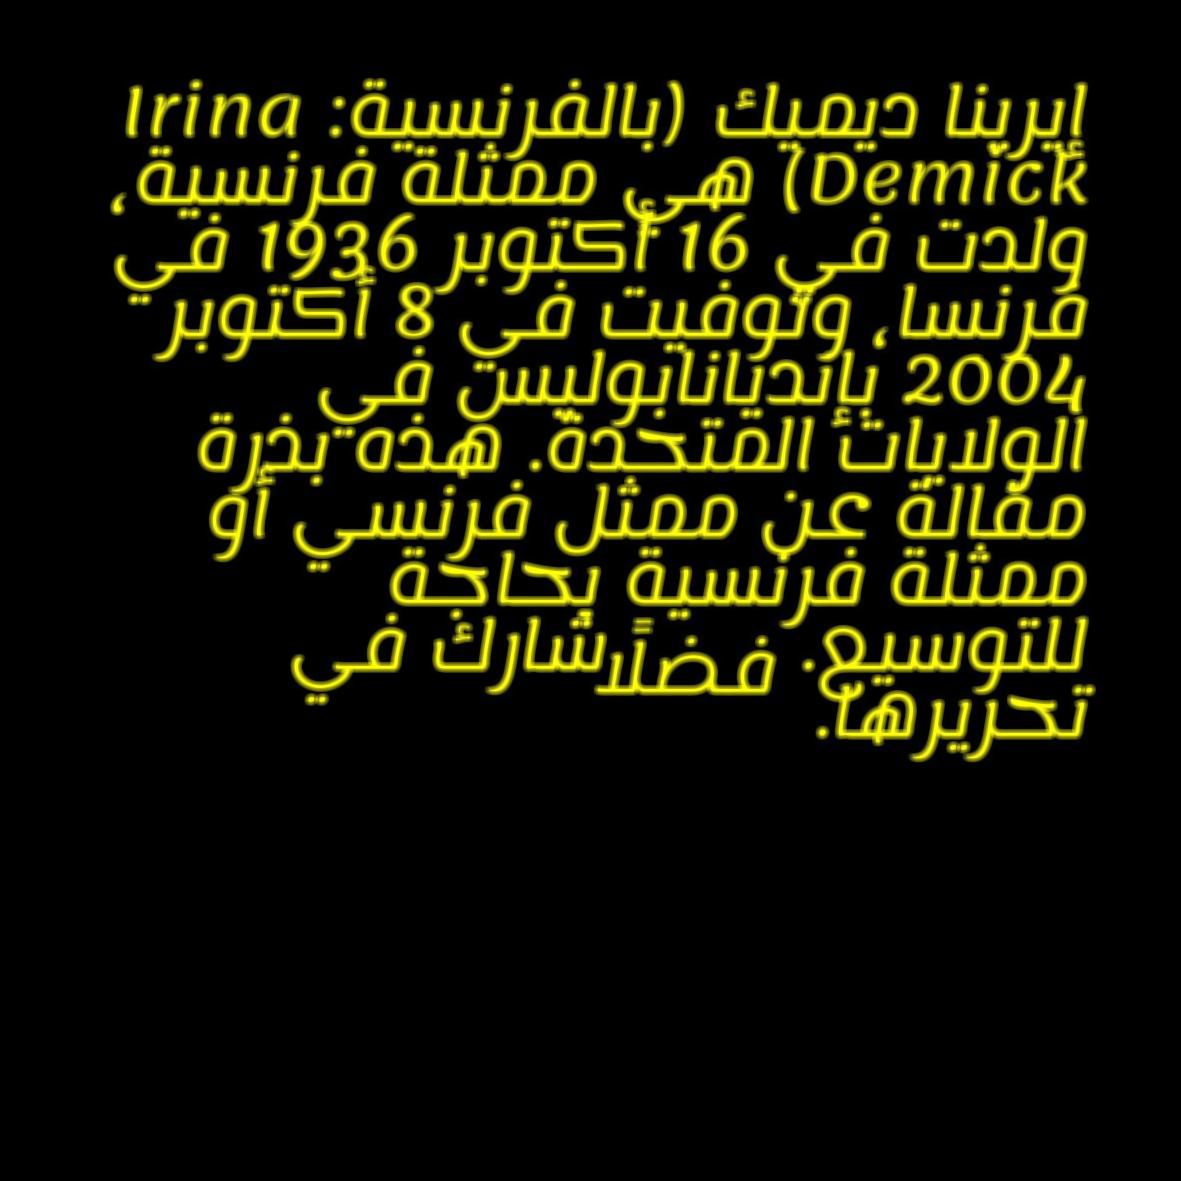 إيرينا ديميك (بالفرنسية: Irina
Demick) هي ممثلة فرنسية،
ولدت في 16 أكتوبر 1936 في
فرنسا، وتوفيت في 8 أكتوبر
2004 بإنديانابوليس في
الولايات المتحدة. هذه بذرة
مقالة عن ممثل فرنسي أو
ممثلة فرنسية بحاجة
للتوسيع. فضلًا شارك في
تحريرها.